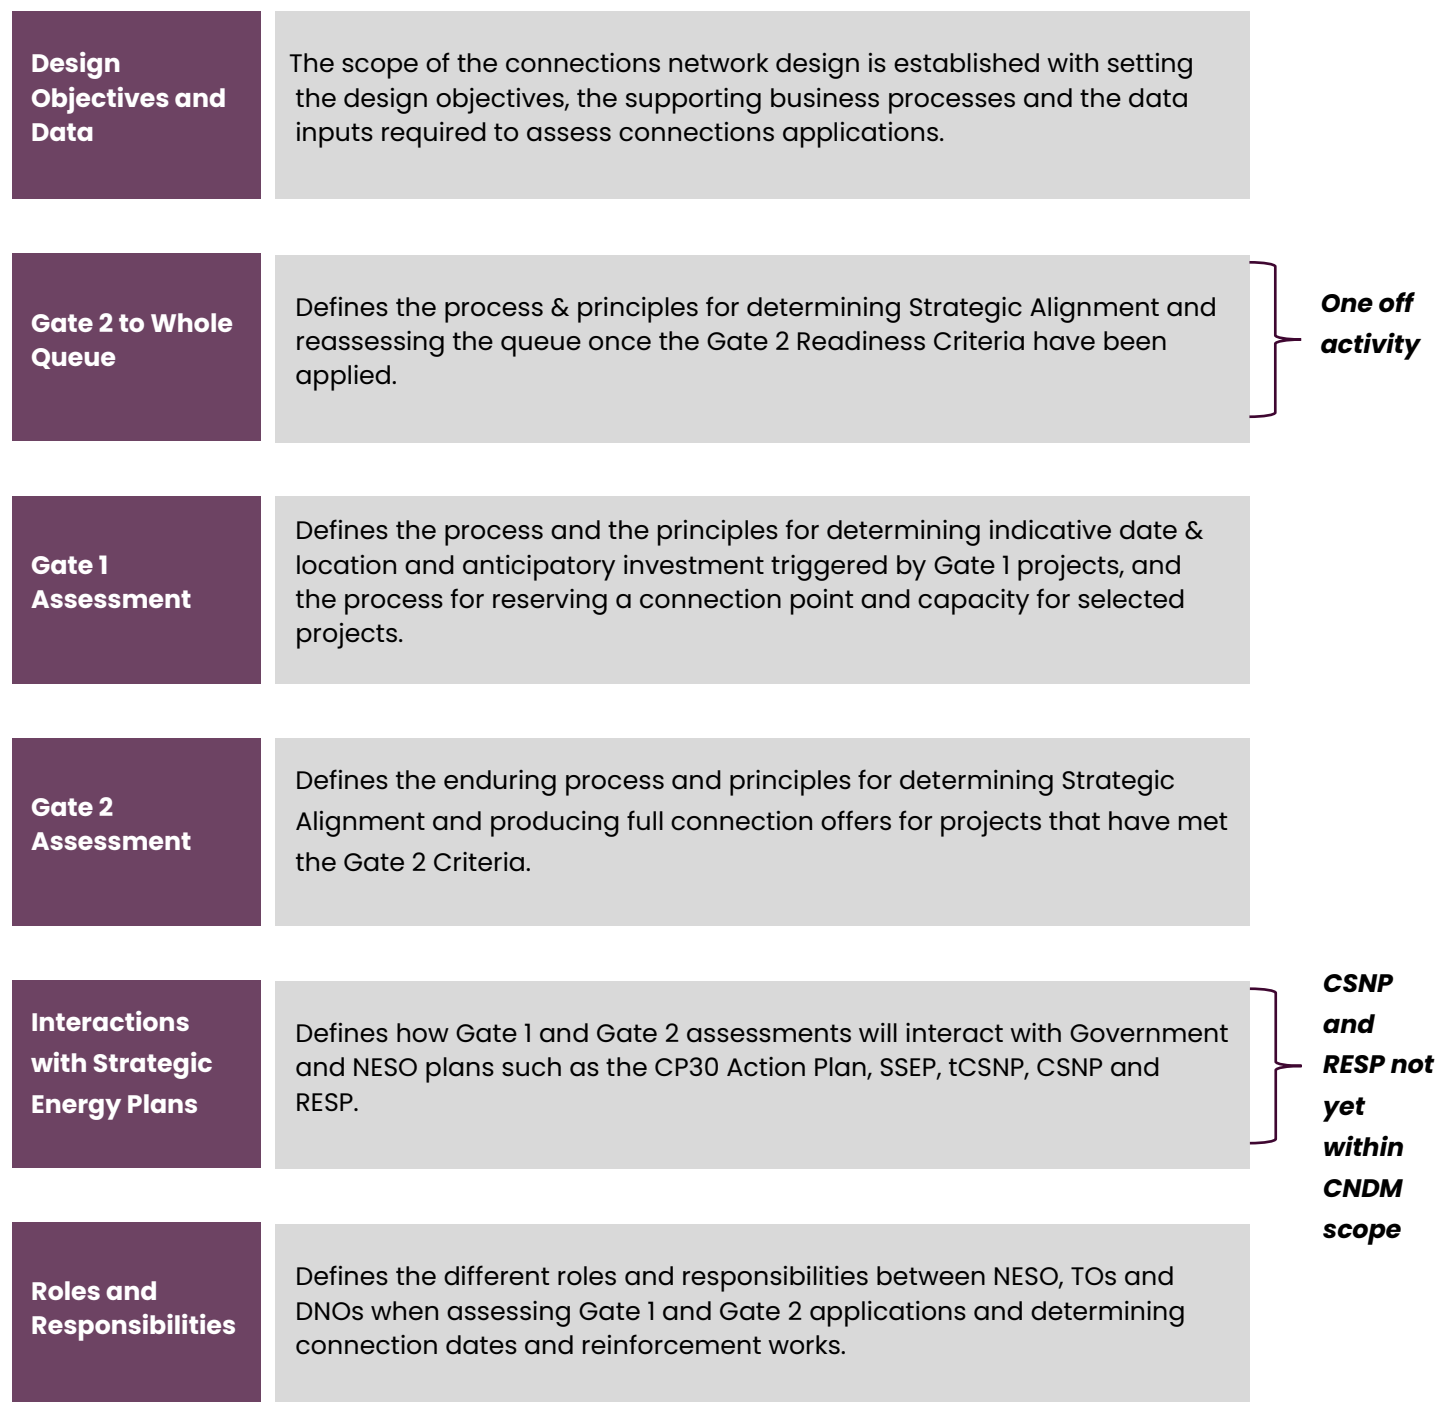 Design
Objectives and
Data
The scope of the connections network design is established with setting
the design objectives, the supporting business processes and the data
inputs required to assess connections applications.
Gate 2 to Whole
Queue
Defines the process & principles for determining Strategic Alignment and
reassessing the queue once the Gate 2 Readiness Criteria have been
applied.
One off
activity
Gate 1
Assessment
Defines the process and the principles for determining indicative date &
location and anticipatory investment triggered by Gate 1 projects, and
the process for reserving a connection point and capacity for selected
projects.
Gate 2
Assessment
Defines the enduring process and principles for determining Strategic
Alignment and producing full connection offers for projects that have met
the Gate 2 Criteria.
Interactions
with Strategic
Energy Plans
Defines how Gate 1 and Gate 2 assessments will interact with Government
and NESO plans such as the CP30 Action Plan, SSEP, tCSNP, CSNP and
RESP.
CSNP
and
RESP not
yet
within
CNDM
scope
Roles and
Responsibilities
Defines the different roles and responsibilities between NESO, TOs and
DNOs when assessing Gate 1 and Gate 2 applications and determining
connection dates and reinforcement works.